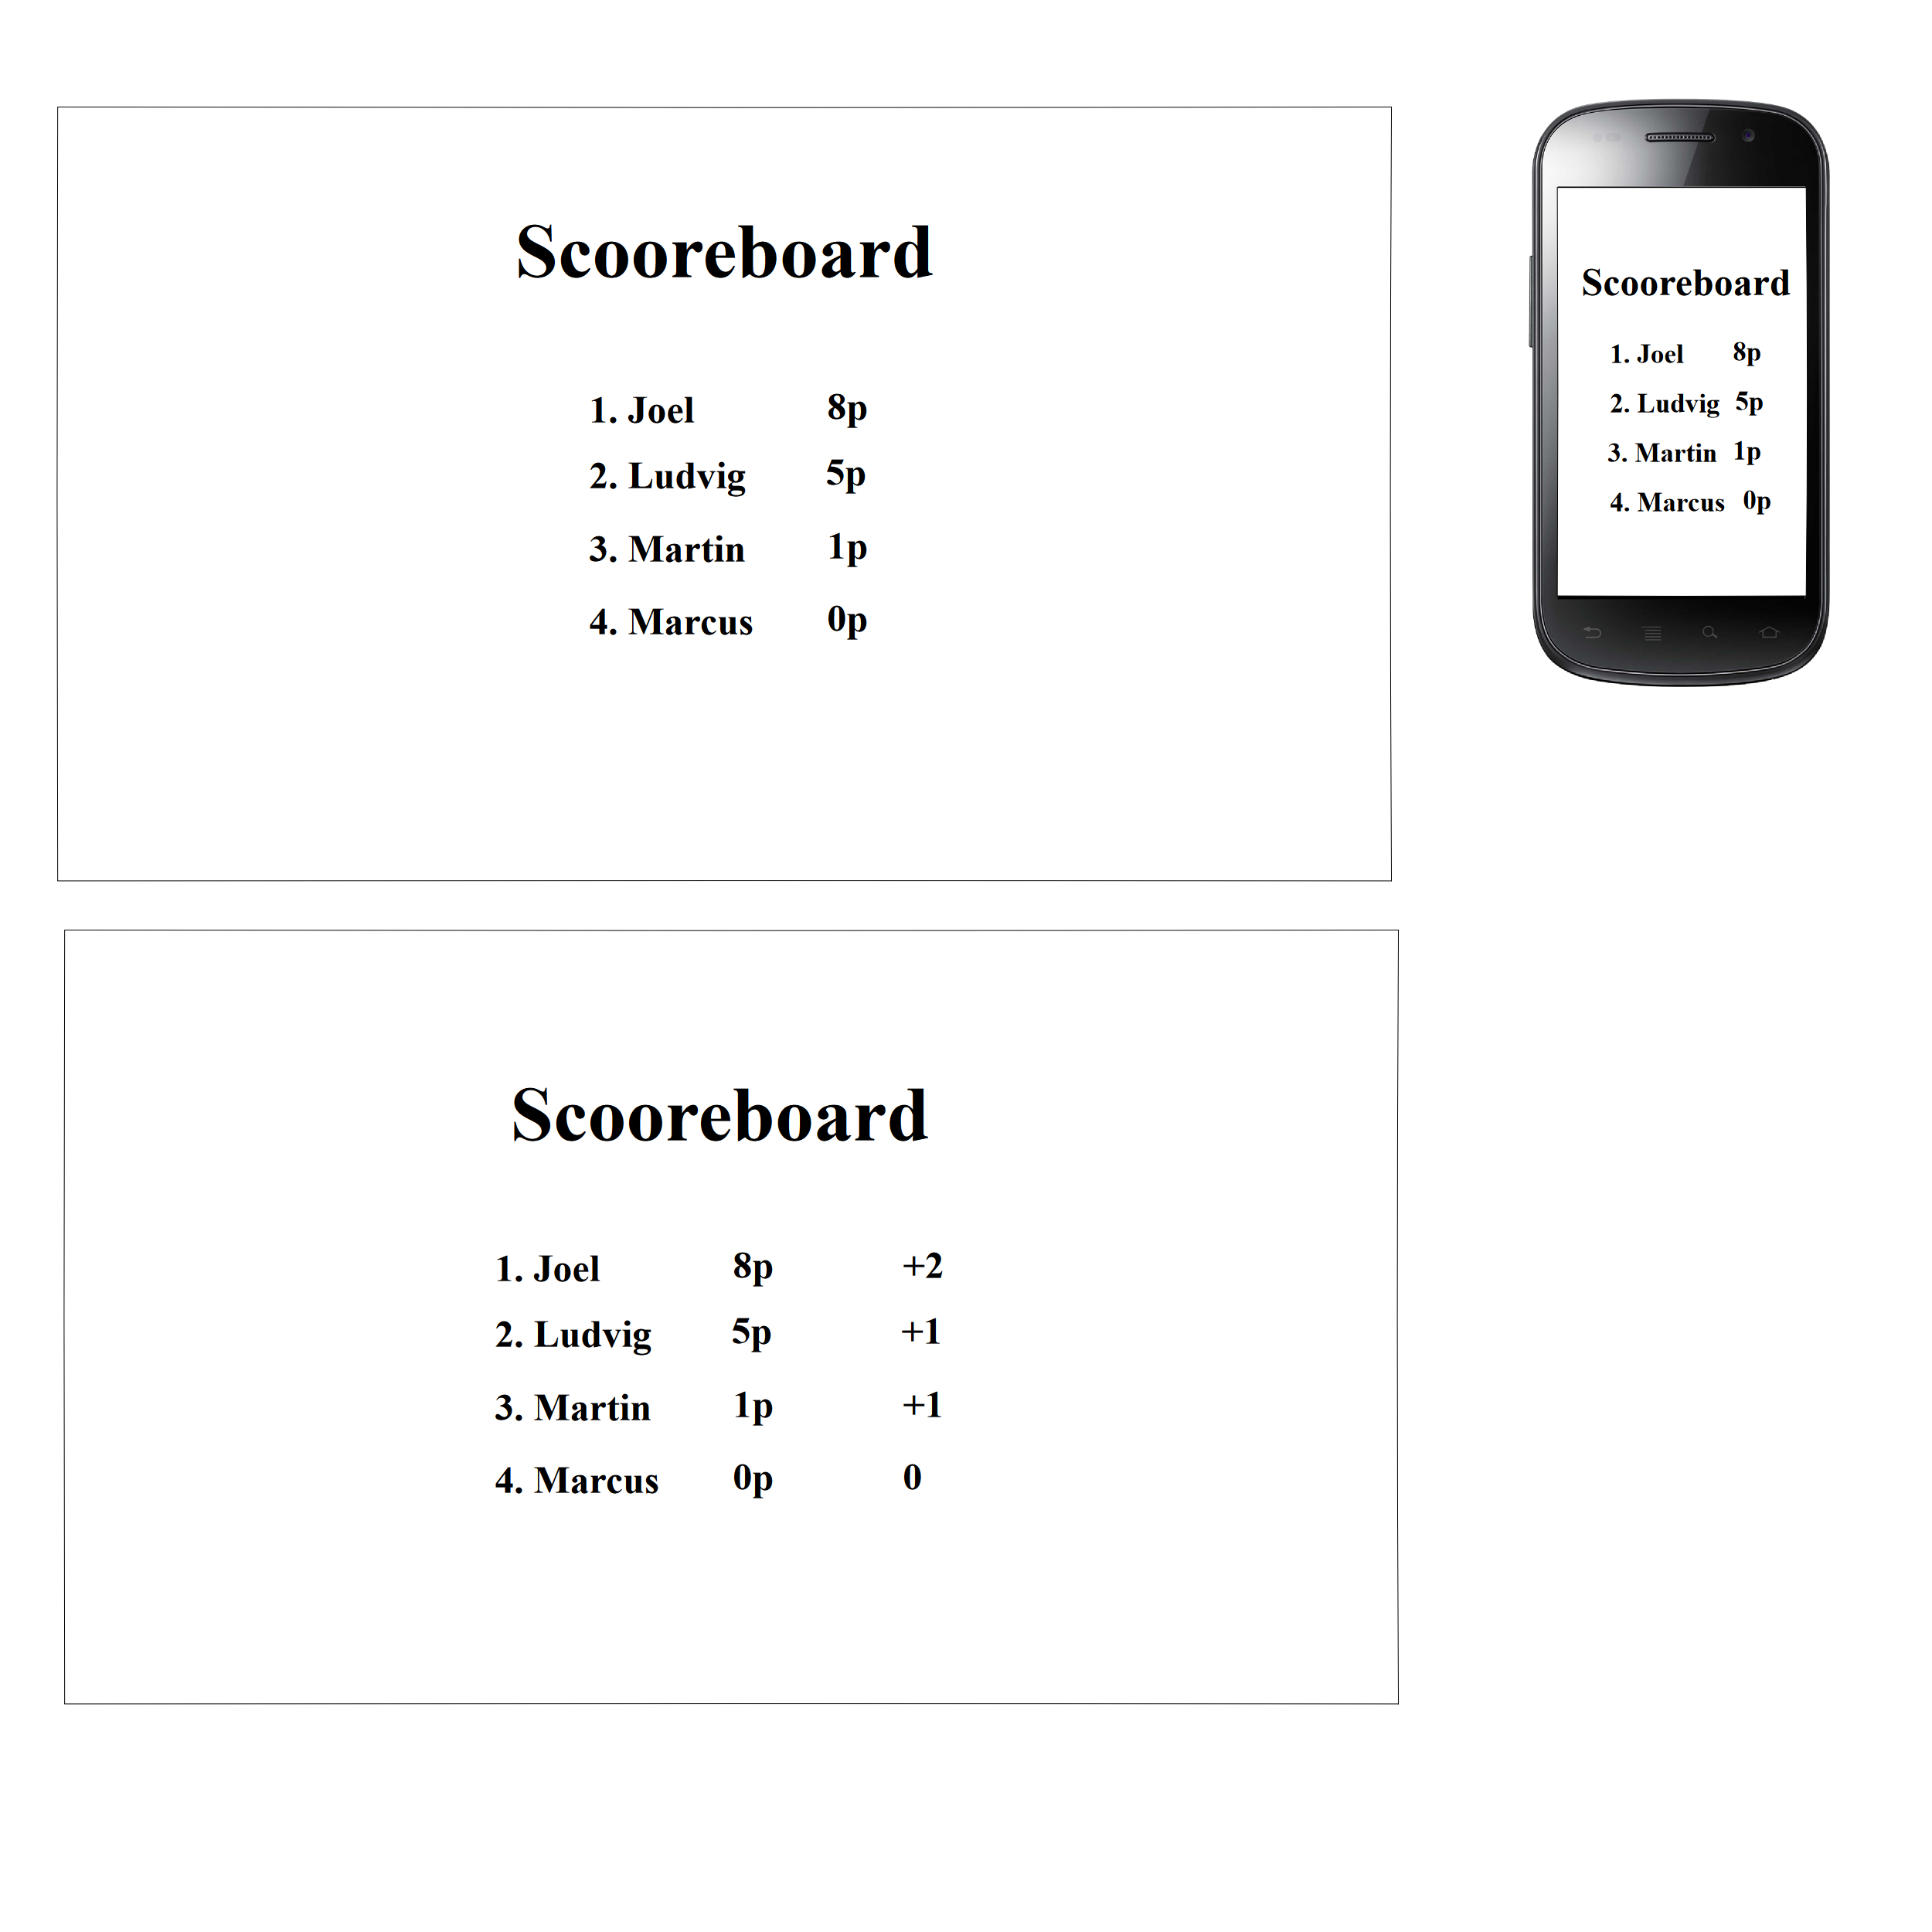 Scooreboard
1. Joel 8p
2. Ludvig 5p
3. Martin 1p
4. Marcus 0p
Scooreboard
1. Joel 8p
2. Ludvig 5p
3. Martin 1p
4. Marcus 0p
Scooreboard
1. Joel 8p +2
2. Ludvig 5p +1
3. Martin 1p +1
4. Marcus 0p 0